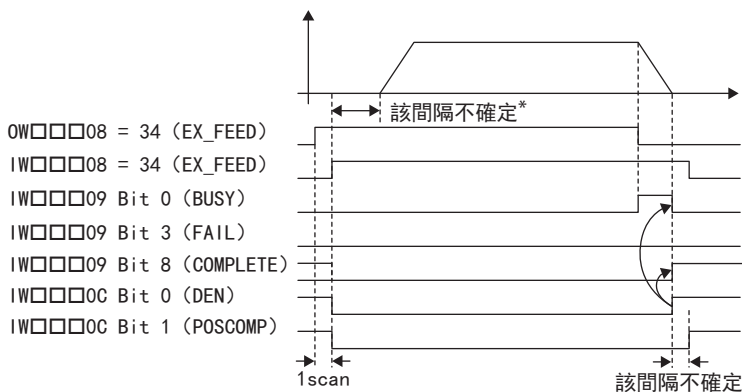 該間隔不確定*
OW□□□08 = 34 (EX_FEED)
IW□□□08 = 34 (EX_FEED)
IW□□□09 Bit 0 (BUSY)
IW□□□09 Bit 3 (FAIL)
IW□□□09 Bit 8 (COMPLETE)
IW□□□0C Bit 0 (DEN)
IW□□□0C Bit 1 (POSCOMP)
1scan
該間隔不確定